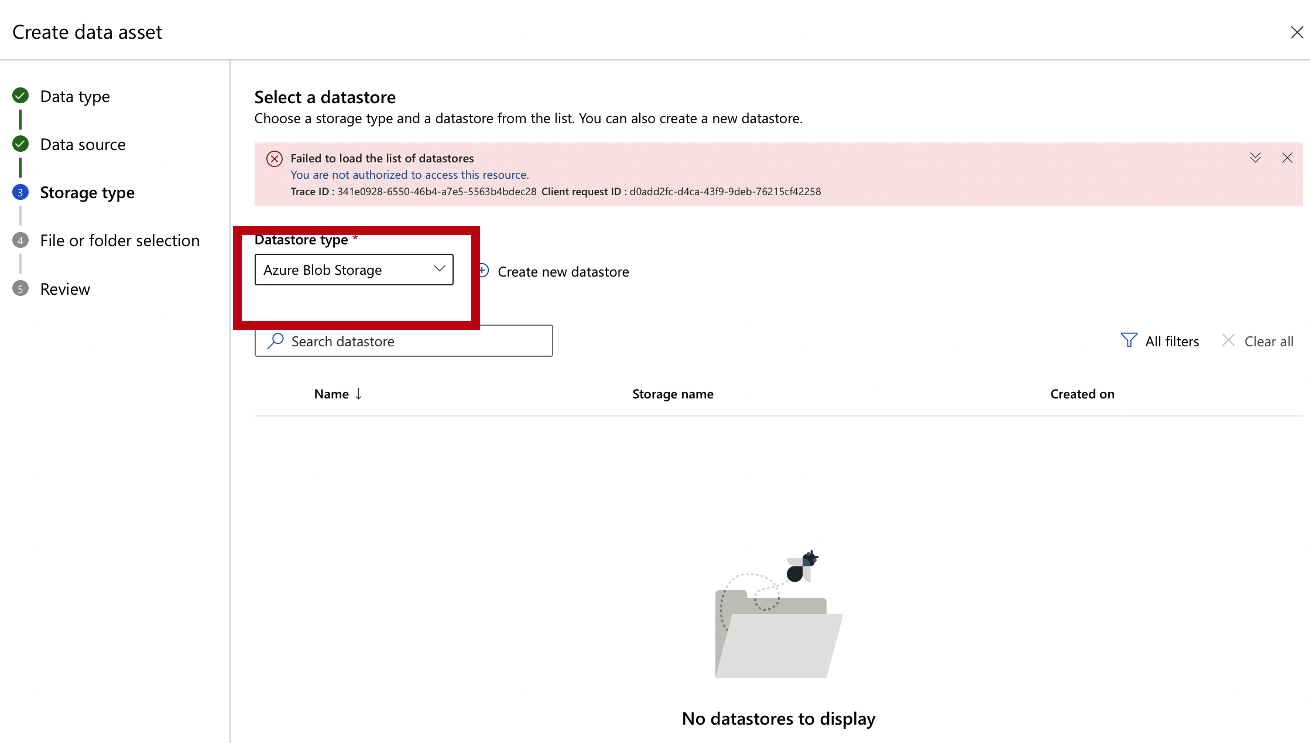 Create data asset
Data type
Data source
3 Storage type
4 File or folder selection
5 Review
Select a datastore
Choose a storage type and a datastore from the list. You can also create a new datastore.
Failed to load the list of datastores
You are not authorized to access this resource.
Trace ID : 341e0928-6550-46b4-a7e5-5563b4bdec28 Client request ID : d0add2fc-d4ca-43f9-9deb-76215cf42258
Datastore type *
Azure Blob Storage
Create new datastore
Search datastore
All filters
Clear all
Name ↓ Storage name Created on
No datastores to display